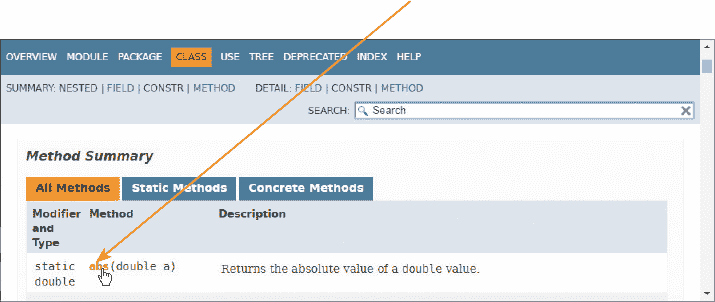 OVERVIEW MODULE PACKAGE CLASS USE TREE DEPRECATED INDEX HELP
SUMMARY: NESTED | FIELD | CONSTR | METHOD DETAIL: FIELD | CONSTR | METHOD
SEARCH: Search
Method Summary
All Methods Static Methods Concrete Methods
Modifier and Type Method Description
static double abs(double a) Returns the absolute value of a double value.